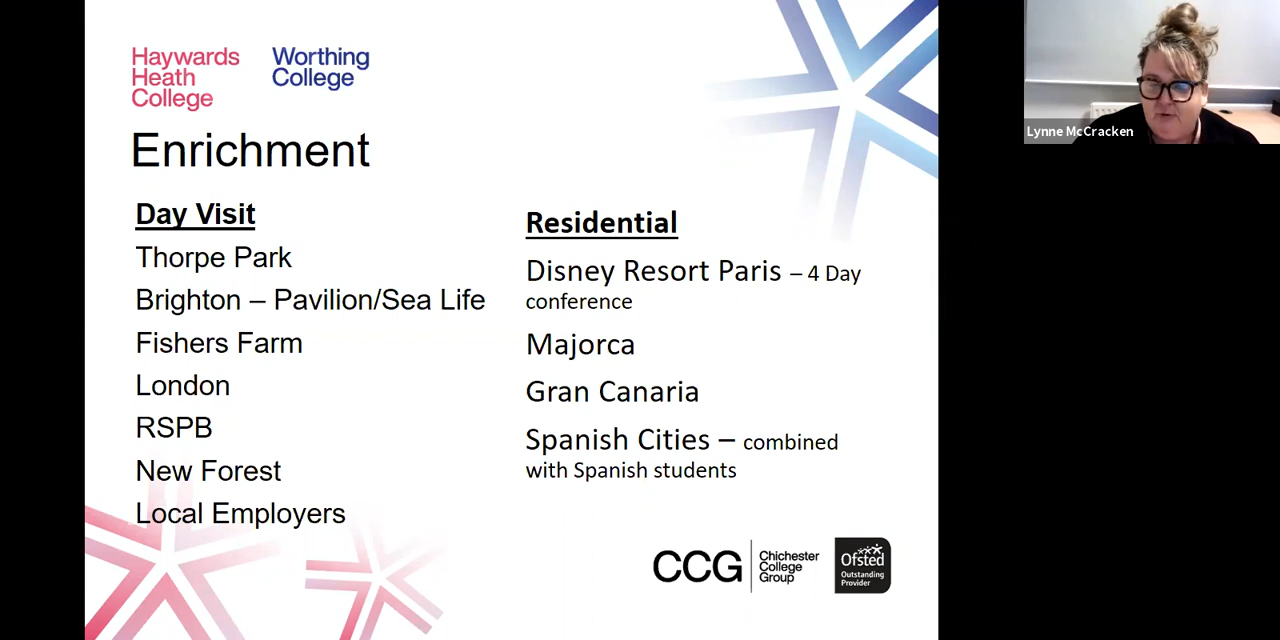 Haywards
Heath
College
Worthing
College
Enrichment
Day Visit
Thorpe Park
Brighton – Pavilion/Sea Life
Fishers Farm
London
RSPB
New Forest
Local Employers
Residential
Disney Resort Paris – 4 Day
conference
Majorca
Gran Canaria
Spanish Cities – combined
with Spanish students
CCG
Chichester
College
Group
Ofsted
Outstanding
Provider
Lynne McCracken